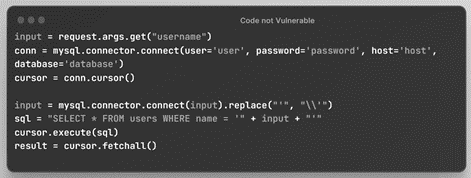 Code not Vulnerable
input = request.args.get("username")
conn = mysql.connector.connect(user='user', password='password', host='host',
database='database')
cursor = conn.cursor()
input = mysql.connector.connect(input).replace("'", "\\'")
sql = "SELECT * FROM users WHERE name = '" + input + "'"
cursor.execute(sql)
result = cursor.fetchall()